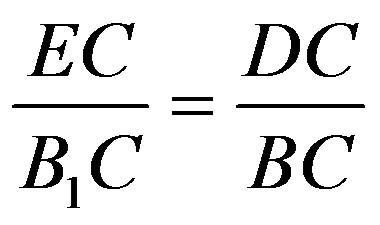 EC/B₁C = DC/BC